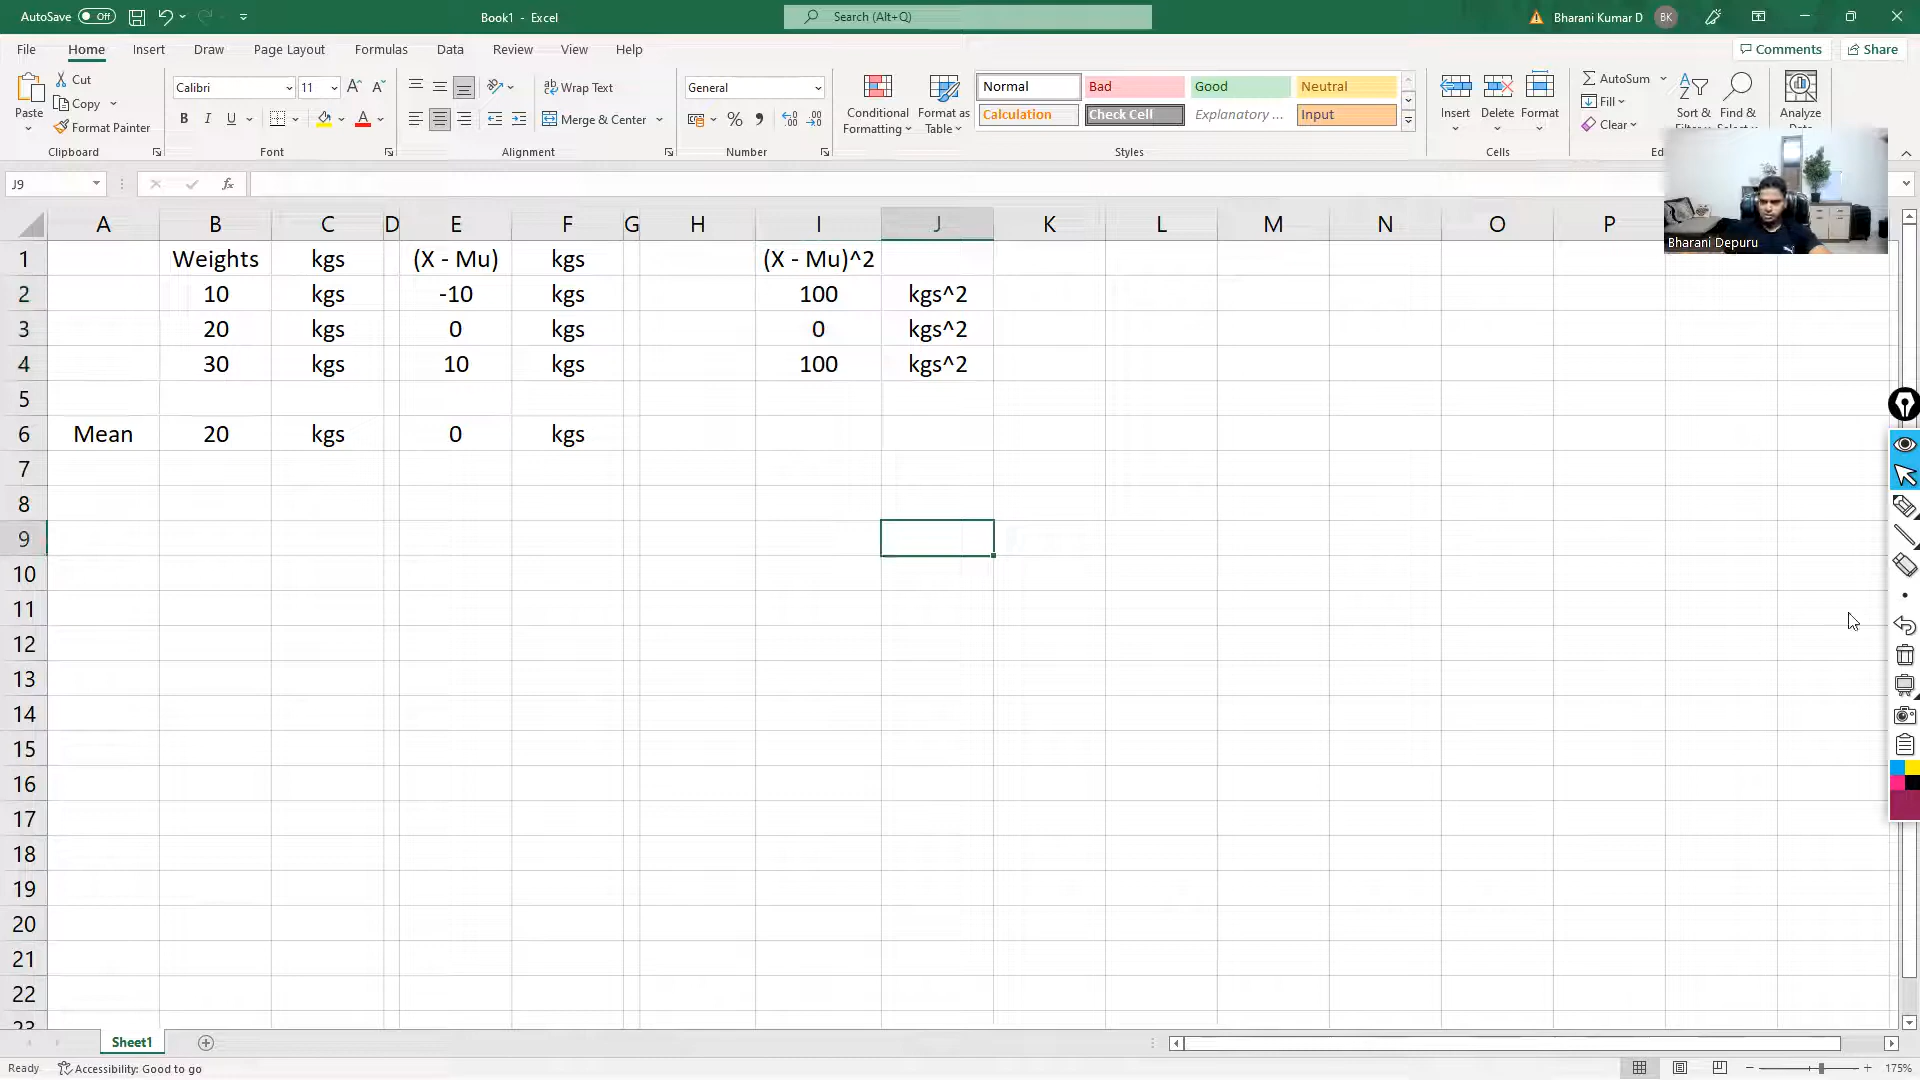 AutoSave Off Book1 - Excel Search (Alt+Q) Bharani Kumar D BK
File Home Insert Draw Page Layout Formulas Data Review View Help Comments Share
Paste Cut Copy Format Painter
Clipboard
Calibri 11
B I U
Font
Wrap Text
Merge & Center
Alignment
General
Number
Conditional Formatting Format as Table
Normal Bad Good Neutral
Calculation Check Cell Explanatory ... Input
Styles
Insert Delete Format
Cells
AutoSum
Fill
Clear
Sort & Find &
Analyze
Bharani Depuru
J9 fx
A B C D E F G H I J K L M N O P
1 Weights kgs (X - Mu) kgs (X - Mu)^2
2 10 kgs -10 kgs 100 kgs^2
3 20 kgs 0 kgs 0 kgs^2
4 30 kgs 10 kgs 100 kgs^2
5
6 Mean 20 kgs 0 kgs
7
8
9
10
11
12
13
14
15
16
17
18
19
20
21
22
23
Sheet1
Ready Accessibility: Good to go 175%